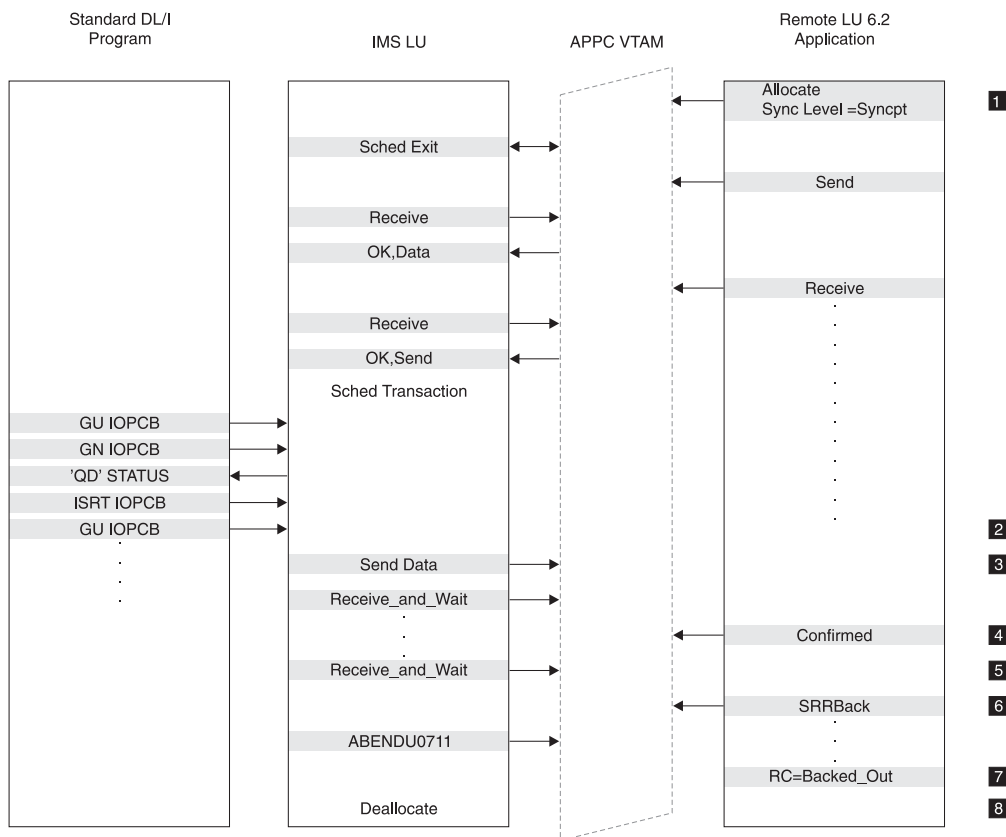 Standard DL/I
Program
IMS LU
APPC VTAM
Remote LU 6.2
Application
Allocate
Sync Level =Syncpt
1
Sched Exit
Send
Receive
OK,Data
Receive
Receive
OK,Send
Sched Transaction
GU IOPCB
GN IOPCB
'QD' STATUS
ISRT IOPCB
GU IOPCB
2
Send Data
3
Receive_and_Wait
Confirmed
4
Receive_and_Wait
5
SRRBack
6
ABENDU0711
RC=Backed_Out
7
Deallocate
8